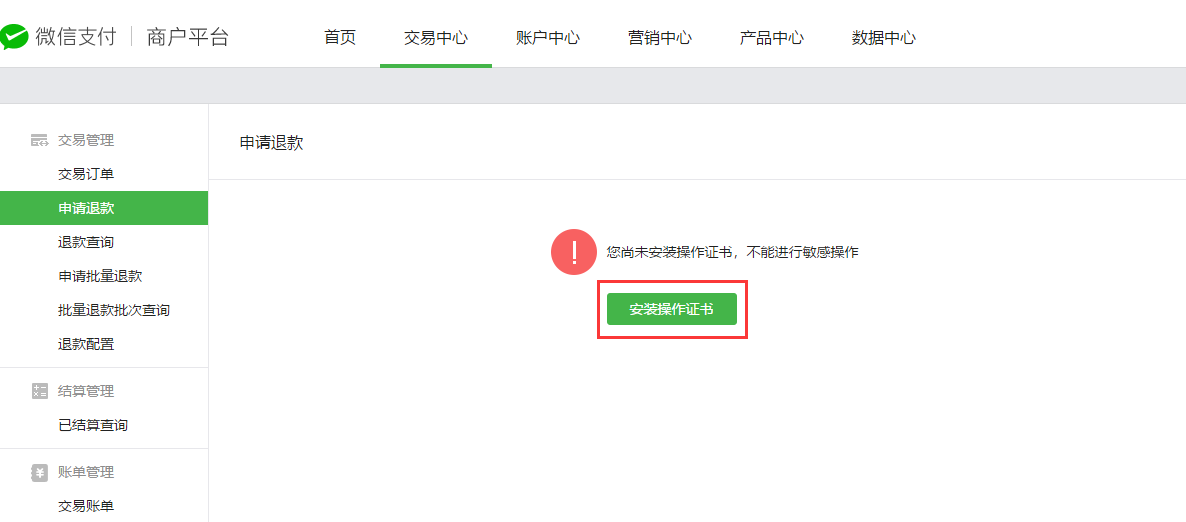 微信支付 商户平台 首页 交易中心 账户中心 营销中心 产品中心 数据中心
交易管理
交易订单
申请退款
退款查询
申请批量退款
批量退款批次查询
退款配置
结算管理
已结算查询
账单管理
交易账单
申请退款
您尚未安装操作证书，不能进行敏感操作
安装操作证书